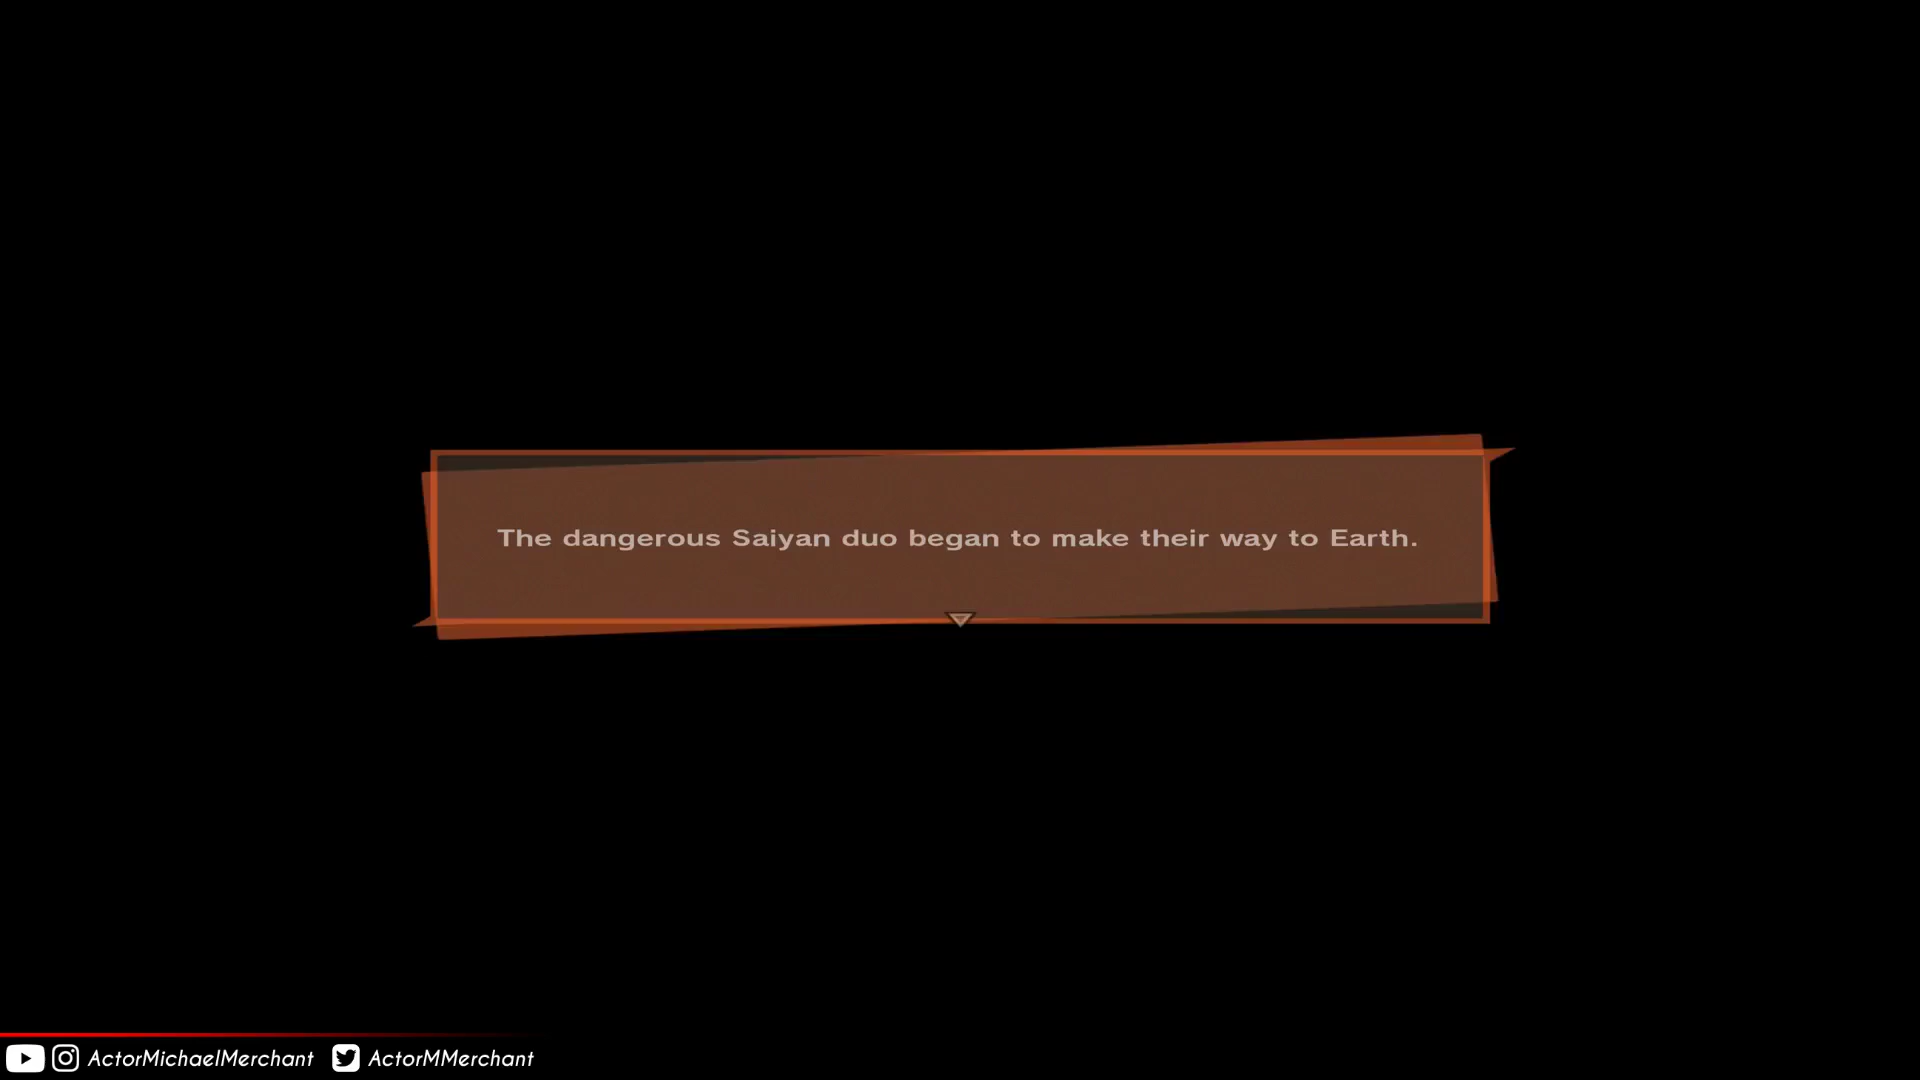 The dangerous Saiyan duo began to make their way to Earth.
ActorMichaelMerchant ActorMMerchant